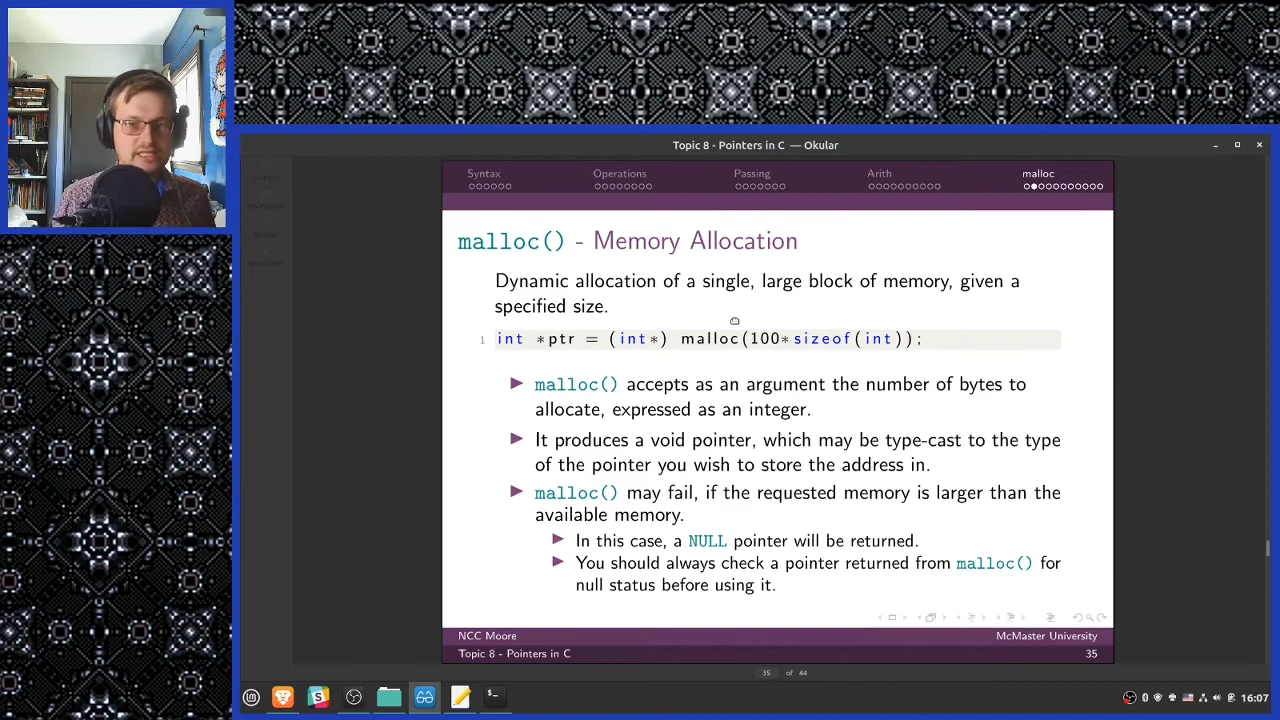 Topic 8 - Pointers in C — Okular
Syntax
Operations
Passing
Arith
malloc
malloc() - Memory Allocation
Dynamic allocation of a single, large block of memory, given a
specified size.
1 int *ptr = (int*) malloc(100*sizeof(int));
malloc() accepts as an argument the number of bytes to
allocate, expressed as an integer.
It produces a void pointer, which may be type-cast to the type
of the pointer you wish to store the address in.
malloc() may fail, if the requested memory is larger than the
available memory.
In this case, a NULL pointer will be returned.
You should always check a pointer returned from malloc() for
null status before using it.
NCC Moore
McMaster University
Topic 8 - Pointers in C
35
35 of 44
16:07